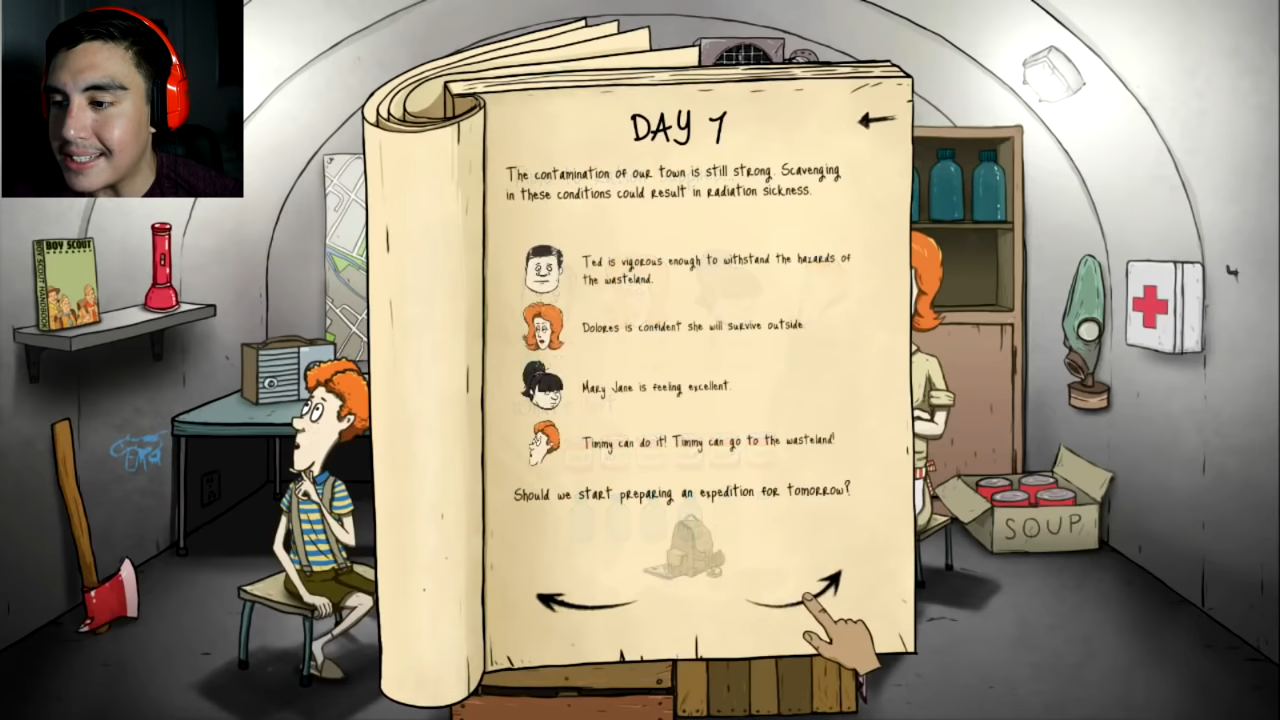 DAY 7
The contamination of our town is still strong. Scavenging
in these conditions could result in radiation sickness.
Ted is vigorous enough to withstand the hazards of
the wasteland.
Dolores is confident she will survive outside.
Mary Jane is feeling excellent.
Timmy can do it! Timmy can go to the wasteland!
Should we start preparing an expedition for tomorrow?
BOY SCOUT
BOY SCOUT HANDBOOK
SOUP